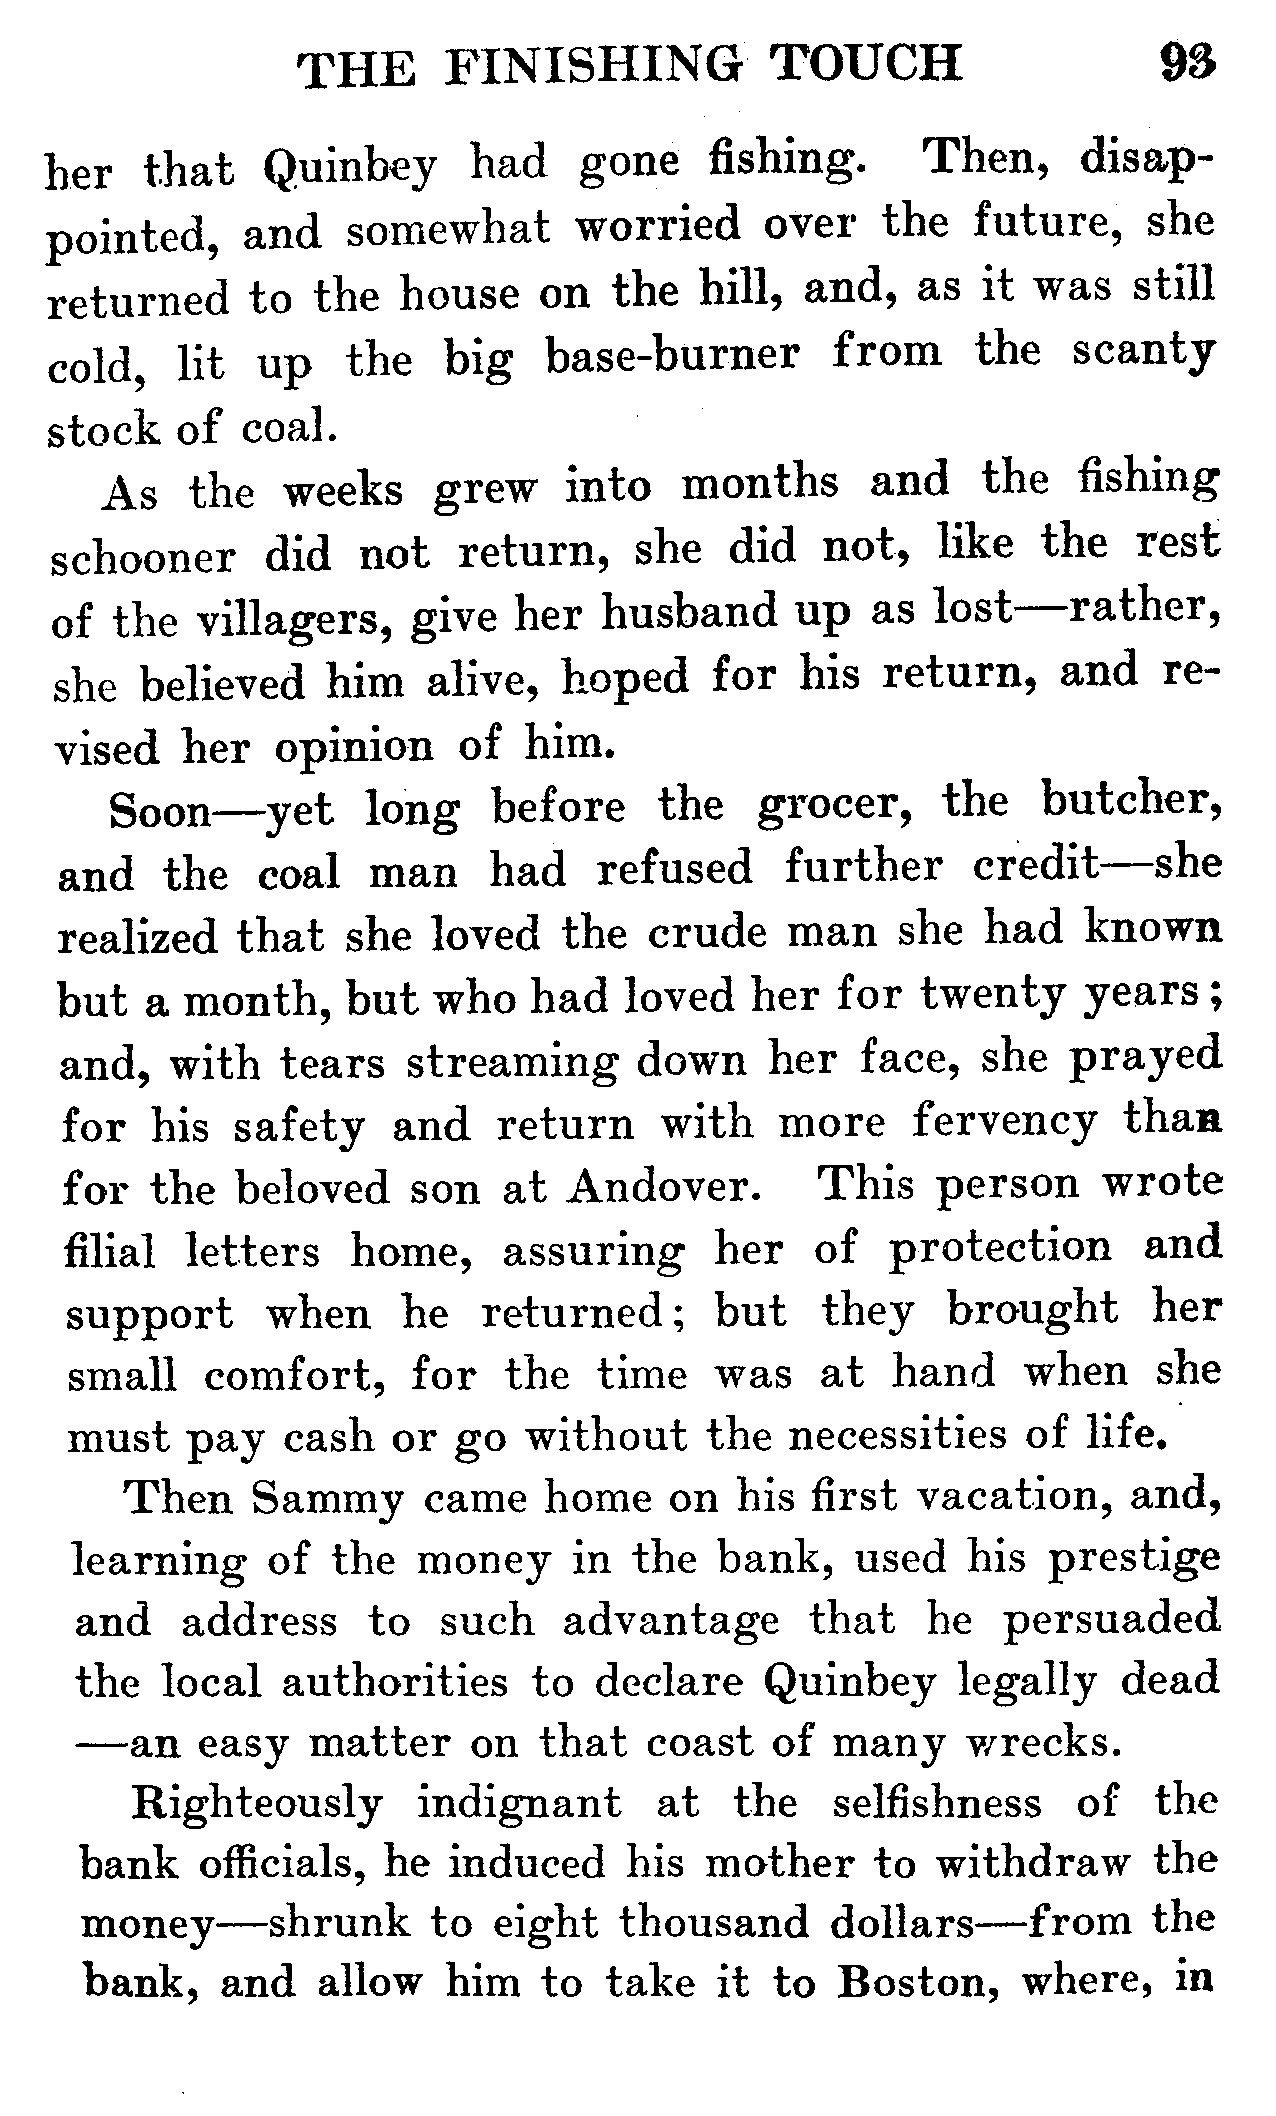 THE FINISHING TOUCH 93
her that Quinbey had gone fishing. Then, disap-
pointed, and somewhat worried over the future, she
returned to the house on the hill, and, as it was still
cold, lit up the big base-burner from the scanty
stock of coal.
As the weeks grew into months and the fishing
schooner did not return, she did not, like the rest
of the villagers, give her husband up as lost—rather,
she believed him alive, hoped for his return, and re-
vised her opinion of him.
Soon—yet long before the grocer, the butcher,
and the coal man had refused further credit—she
realized that she loved the crude man she had known
but a month, but who had loved her for twenty years;
and, with tears streaming down her face, she prayed
for his safety and return with more fervency than
for the beloved son at Andover. This person wrote
filial letters home, assuring her of protection and
support when he returned; but they brought her
small comfort, for the time was at hand when she
must pay cash or go without the necessities of life.
Then Sammy came home on his first vacation, and,
learning of the money in the bank, used his prestige
and address to such advantage that he persuaded
the local authorities to declare Quinbey legally dead
—an easy matter on that coast of many wrecks.
Righteously indignant at the selfishness of the
bank officials, he induced his mother to withdraw the
money—shrunk to eight thousand dollars—from the
bank, and allow him to take it to Boston, where, in